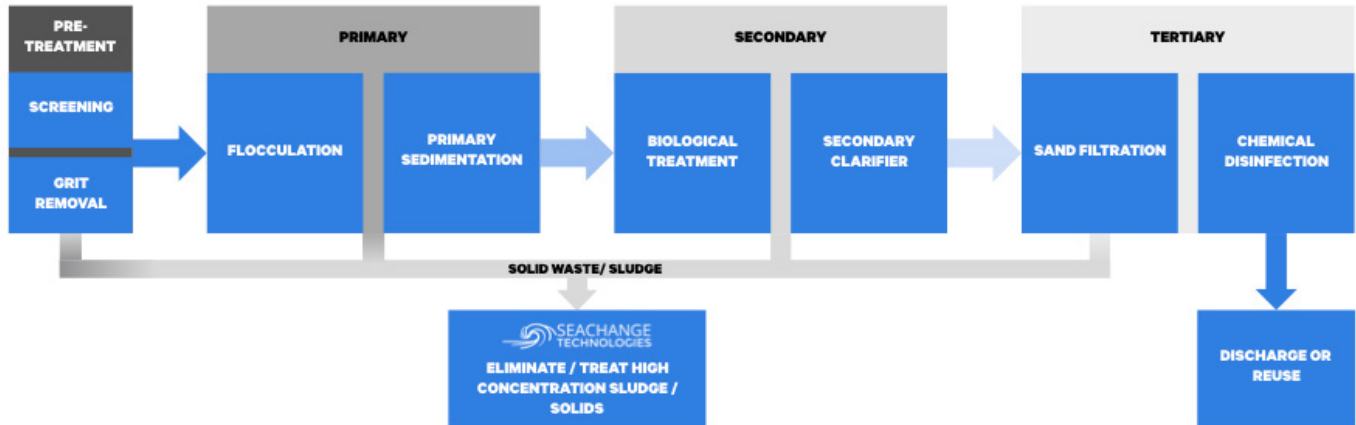 PRE-
TREATMENT
SCREENING
GRIT
REMOVAL
PRIMARY
FLOCCULATION
PRIMARY
SEDIMENTATION
SECONDARY
BIOLOGICAL
TREATMENT
SECONDARY
CLARIFIER
TERTIARY
SAND FILTRATION
CHEMICAL
DISINFECTION
SOLID WASTE/ SLUDGE
SEACHANGE
TECHNOLOGIES
ELIMINATE / TREAT HIGH
CONCENTRATION SLUDGE /
SOLIDS
DISCHARGE OR
REUSE